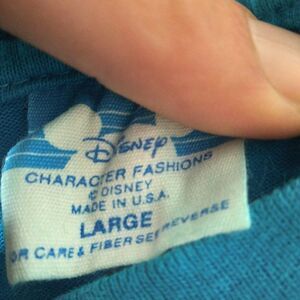 Disney
CHARACTER FASHIONS
© DISNEY
MADE IN U.S.A.
LARGE
OR CARE & FIBER SEE REVERSE